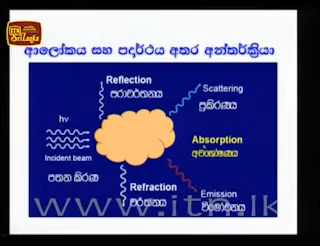 ආලෝකය සහ පදාර්ථය අතර අන්තර්ක්‍රියා
Reflection
පරාවර්තනය
Scattering
ප්‍රකිරණය
hv
Absorption
අවශෝෂණය
Incident beam
පතන කිරණ
Refraction
වර්තනය
Emission
විමෝචනය
www.itn.lk